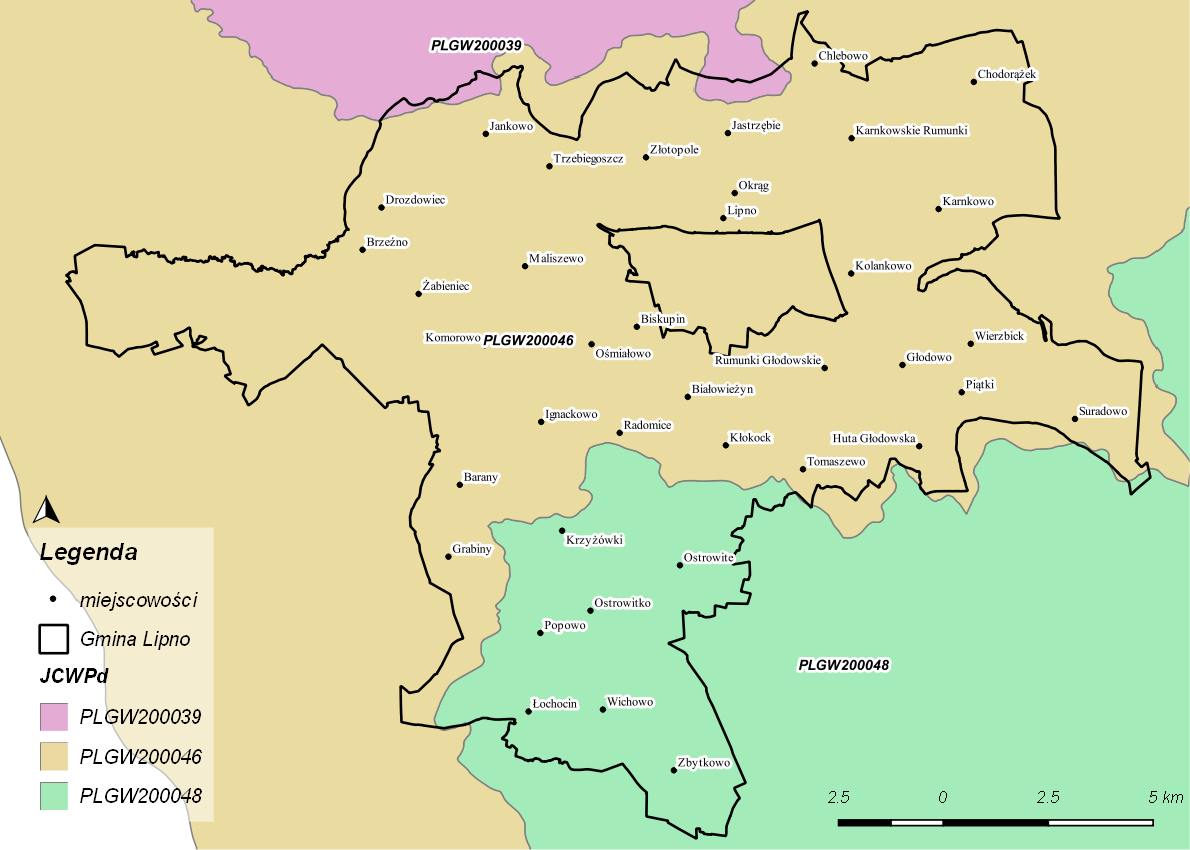 PLGW200039
Chlebowo
Chodorążek
Jankowo
Jastrzębie
Karnkowskie Rumunki
Trzebiegoszcz
Złotopole
Okrąg
Drozdowiec
Karnkowo
Lipno
Brzeźno
Maliszewo
Kolankowo
Żabieniec
Biskupin
Komorowo
PLGW200046
Ośmiałowo
Wierzbick
Rumunki Głodowskie
Głodowo
Białowieżyn
Piątki
Ignackowo
Radomice
Suradowo
Kłokock
Huta Głodowska
Tomaszewo
Barany
Krzyżówki
Grabiny
Ostrowite
Ostrowitko
Popowo
PLGW200048
Łochocin
Wichowo
Zbytkowo
Legenda
miejscowości
Gmina Lipno
JCWPd
PLGW200039
PLGW200046
PLGW200048
2.5 0 2.5 5 km